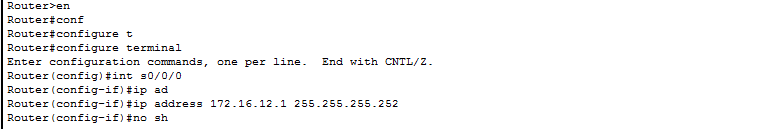 Router>en
Router#conf
Router#configure t
Router#configure terminal
Enter configuration commands, one per line.  End with CNTL/Z.
Router(config)#int s0/0/0
Router(config-if)#ip ad
Router(config-if)#ip address 172.16.12.1 255.255.255.252
Router(config-if)#no sh